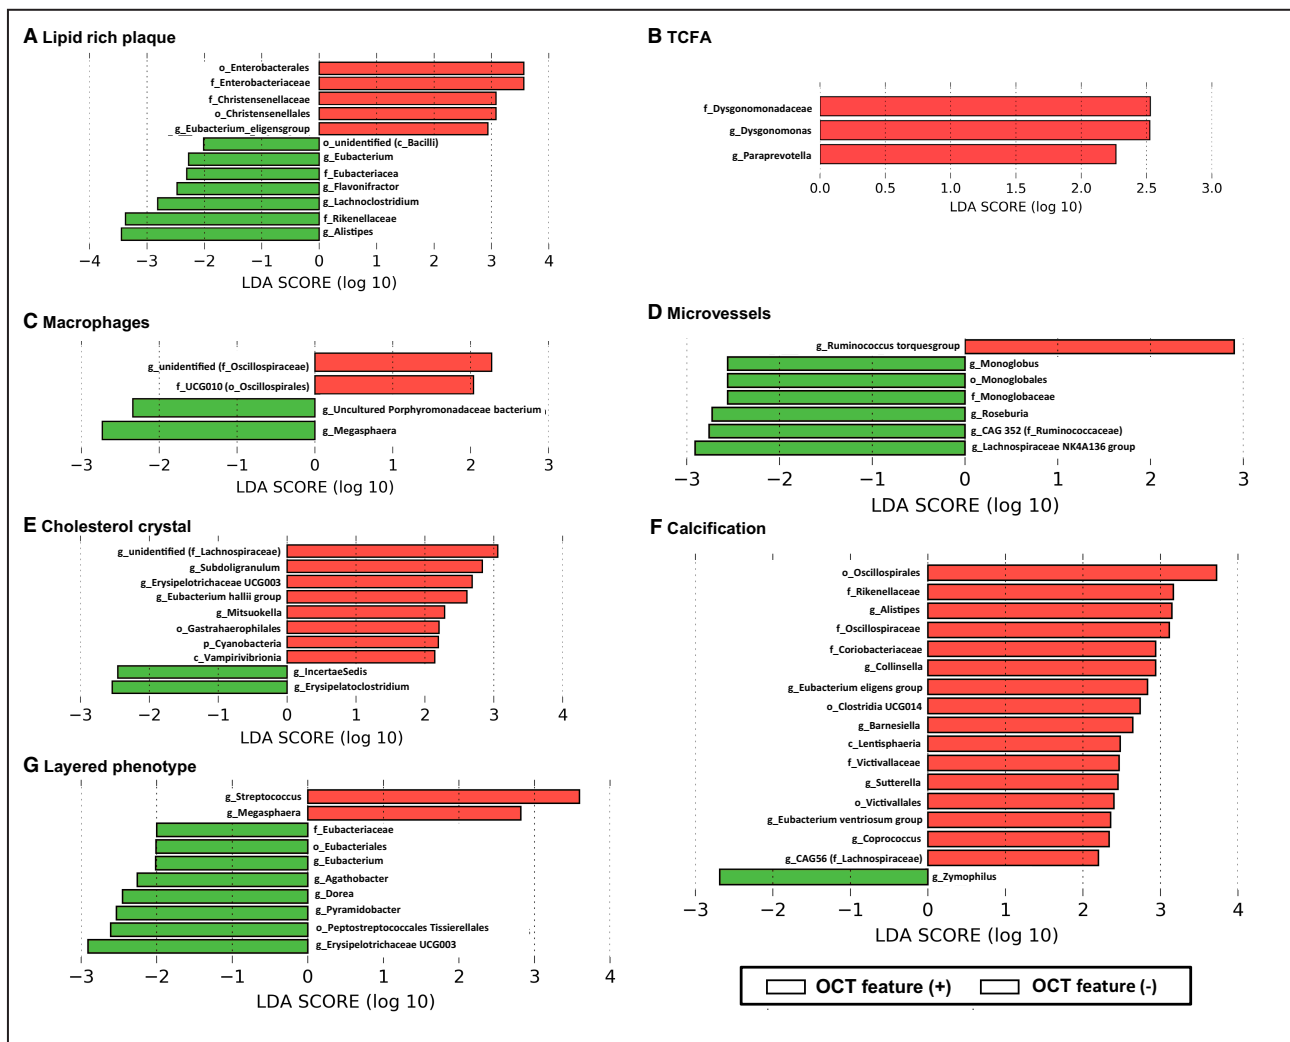 A Lipid rich plaque
o_Enterobacterales
f_Enterobacteriaceae
f_Christensenellaceae
o_Christensenellales
g_Eubacterium_eligensgroup
o_unidentified (c_Bacilli)
g_Eubacterium
f_Eubacteriacea
g_Flavonifractor
g_Lachnoclostridium
f_Rikenellaceae
g_Alistipes
−4 −3 −2 −1 0 1 2 3 4
LDA SCORE (log 10)
B TCFA
f_Dysgonomonadaceae
g_Dysgonomonas
g_Paraprevotella
0.0 0.5 1.0 1.5 2.0 2.5 3.0
LDA SCORE (log 10)
C Macrophages
g_unidentified (f_Oscillospiraceae)
f_UCG010 (o_Oscillospirales)
g_Uncultured Porphyromonadaceae bacterium
g_Megasphaera
−3 −2 −1 0 1 2 3
LDA SCORE (log 10)
D Microvessels
g_Ruminococcus torquesgroup
g_Monoglobus
o_Monoglobales
f_Monoglobaceae
g_Roseburia
g_CAG 352 (f_Ruminococcaceae)
g_Lachnospiraceae NK4A136 group
−3 −2 −1 0 1 2 3
LDA SCORE (log 10)
E Cholesterol crystal
g_unidentified (f_Lachnospiraceae)
g_Subdoligranulum
g_Erysipelotrichaceae UCG003
g_Eubacterium hallii group
g_Mitsuokella
o_Gastrahaerophilales
p_Cyanobacteria
c_Vampirivibrionia
g_IncertaeSedis
g_Erysipelatoclostridium
−3 −2 −1 0 1 2 3 4
LDA SCORE (log 10)
F Calcification
o_Oscillospirales
f_Rikenellaceae
g_Alistipes
f_Oscillospiraceae
f_Coriobacteriaceae
g_Collinsella
g_Eubacterium eligens group
o_Clostridia UCG014
g_Barnesiella
c_Lentisphaeria
f_Victivallaceae
g_Sutterella
o_Victivallales
g_Eubacterium ventriosum group
g_Coprococcus
g_CAG56 (f_Lachnospiraceae)
g_Zymophilus
−3 −2 −1 0 1 2 3 4
LDA SCORE (log 10)
G Layered phenotype
g_Streptococcus
g_Megasphaera
f_Eubacteriaceae
o_Eubacteriales
g_Eubacterium
g_Agathobacter
g_Dorea
g_Pyramidobacter
o_Peptostreptococcales Tissierellales
g_Erysipelotrichaceae UCG003
−3 −2 −1 0 1 2 3 4
LDA SCORE (log 10)
OCT feature (+) OCT feature (-)